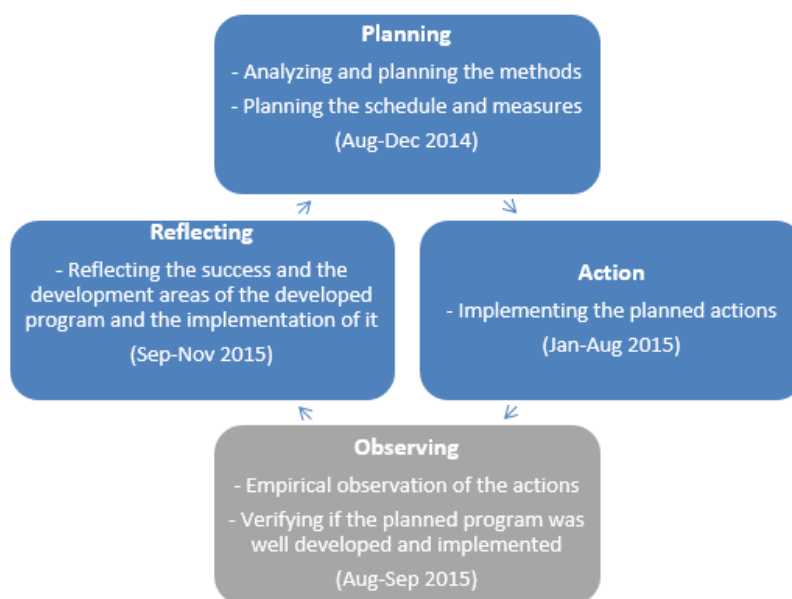 Planning
- Analyzing and planning the methods
- Planning the schedule and measures
(Aug-Dec 2014)
Reflecting
- Reflecting the success and the
development areas of the developed
program and the implementation of it
(Sep-Nov 2015)
Action
- Implementing the planned actions
(Jan-Aug 2015)
Observing
- Empirical observation of the actions
- Verifying if the planned program was
well developed and implemented
(Aug-Sep 2015)